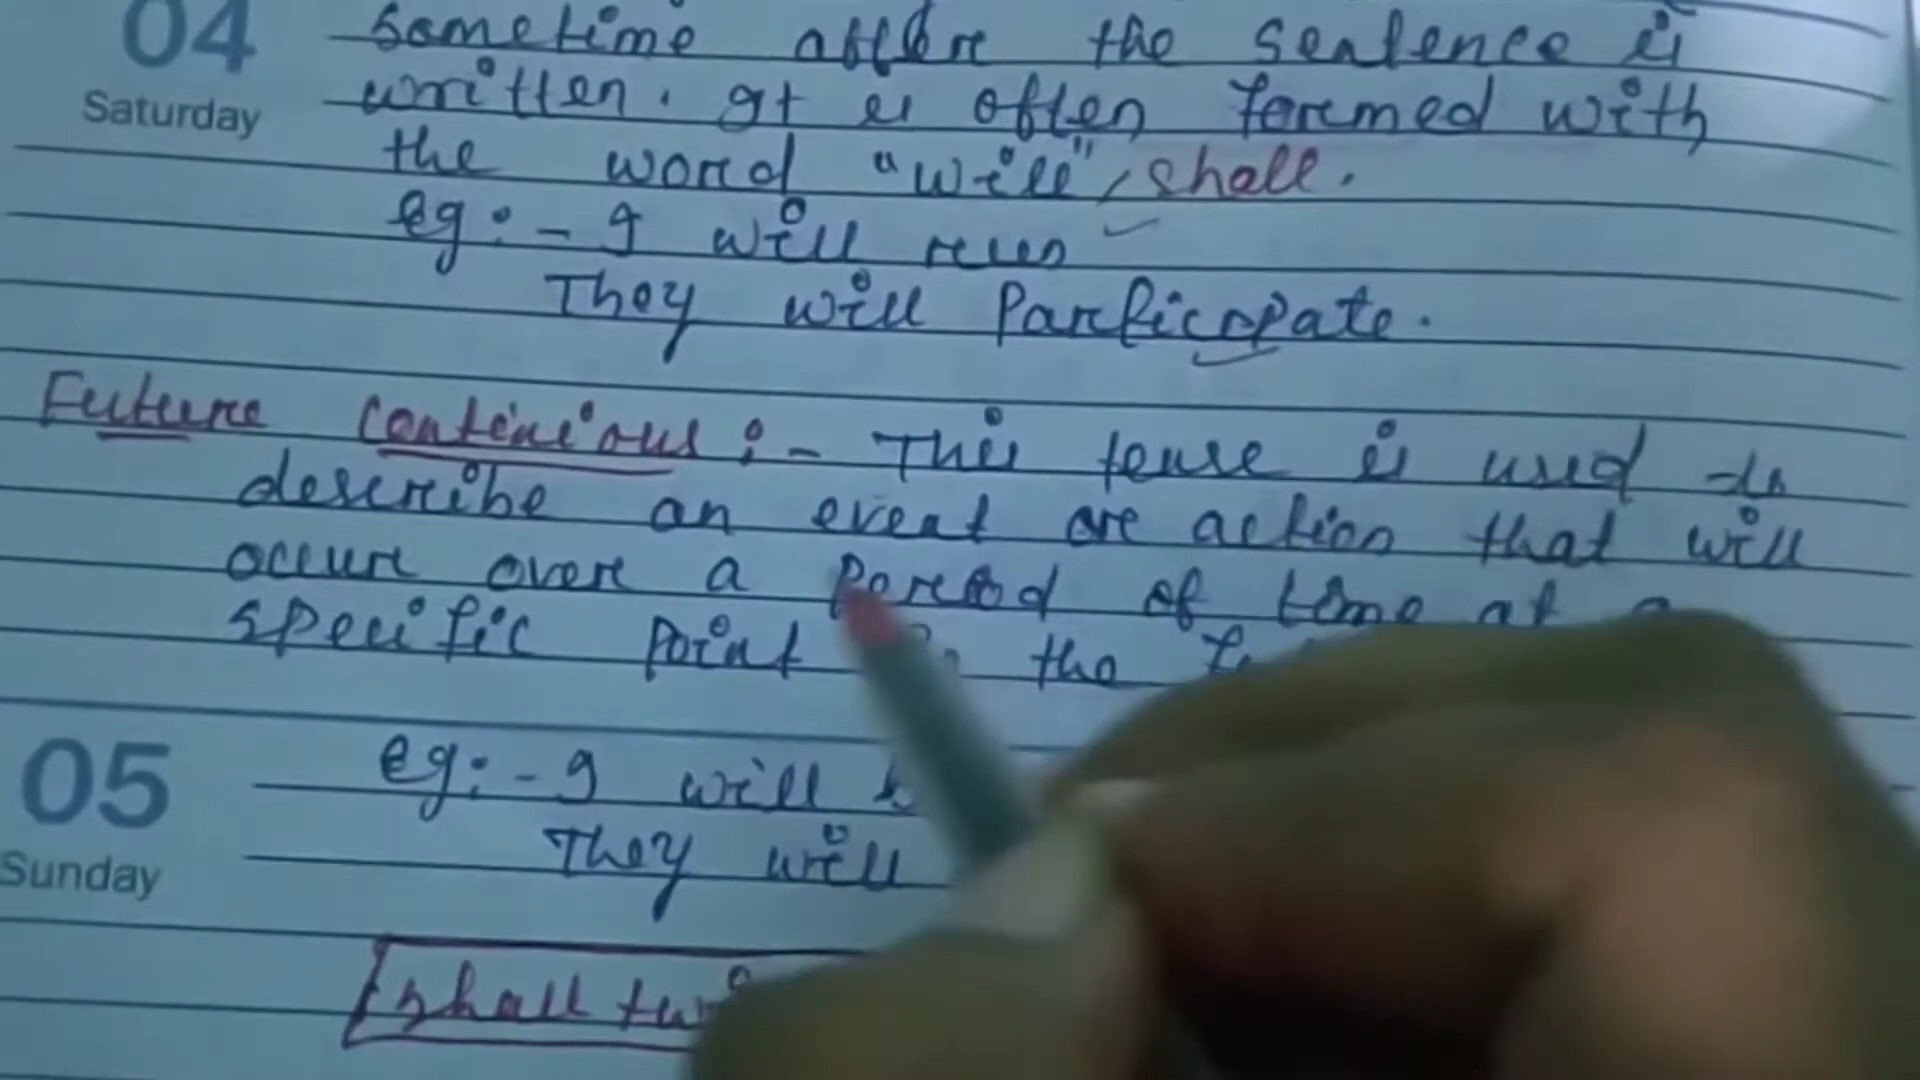 04
Saturday
sometime after the sentence is
written. It is often formed with
the word "will", shall.
eg:- I will run
They will Participate.
Future continious :- This tense is used to
describe an event or action that will
occur over a Period of time at a
specific Point the
05
Sunday
eg:- I will
They will
shall